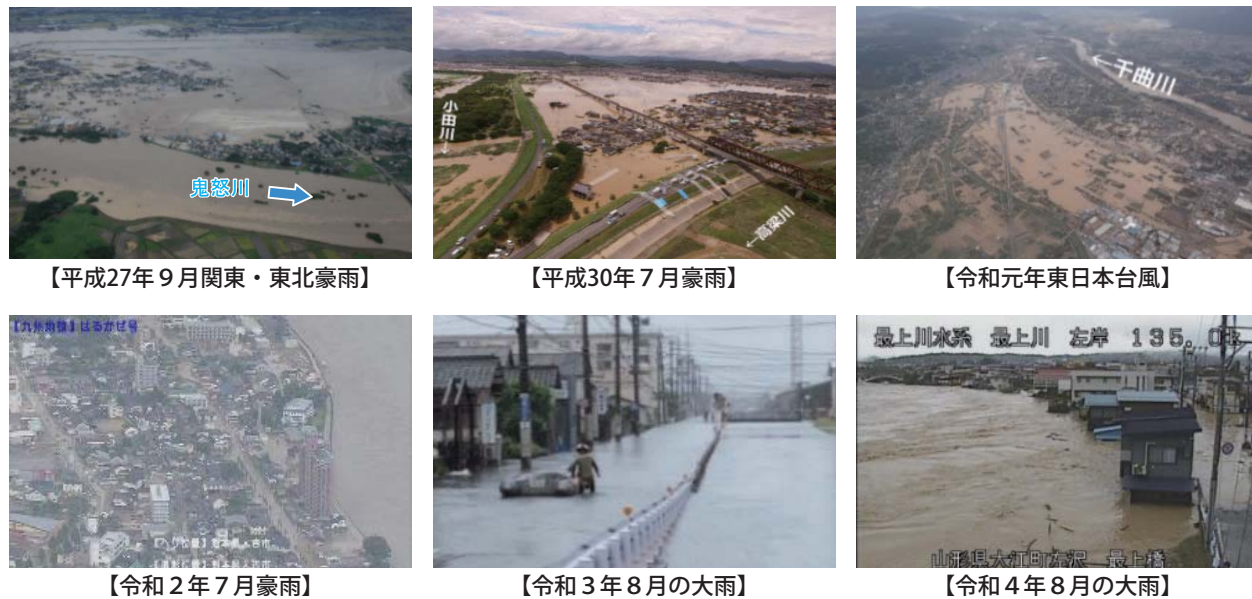 鬼怒川
小田川
高梁川
千曲川
【平成27年９月関東・東北豪雨】
【平成30年７月豪雨】
【令和元年東日本台風】
【九州地整】はるかぜ号
最上川水系 最上川 左岸 135.0k
山形県大江町左沢 最上橋
【令和２年７月豪雨】
【令和３年８月の大雨】
【令和４年８月の大雨】